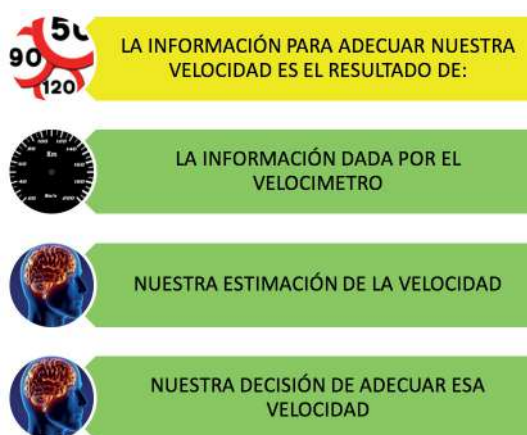 50
90
120
LA INFORMACIÓN PARA ADECUAR NUESTRA
VELOCIDAD ES EL RESULTADO DE:
LA INFORMACIÓN DADA POR EL
VELOCIMETRO
NUESTRA ESTIMACIÓN DE LA VELOCIDAD
NUESTRA DECISIÓN DE ADECUAR ESA
VELOCIDAD